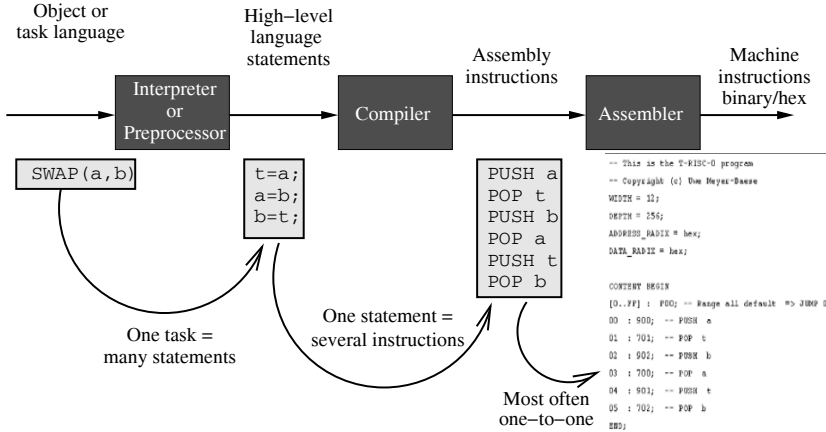 Object or
task language
High−level
language
statements
Assembly
instructions
Machine
instructions
binary/hex
Interpreter
or
Preprocessor
Compiler
Assembler
SWAP(a,b)
t=a;
a=b;
b=t;
PUSH a
POP t
PUSH b
POP a
PUSH t
POP b
One task =
many statements
One statement =
several instructions
Most often
one−to−one
-- This is the T-RISC-0 program
-- Copyright (c) Uwe Meyer-Baese
WIDTH = 12;
DEPTH = 256;
ADDRESS_RADIX = hex;
DATA_RADIX = hex;
CONTENT BEGIN
[0..FF] : F00; -- Range all default => JUMP 0
00 : 900; -- PUSH a
01 : 701; -- POP t
02 : 902; -- PUSH b
03 : 700; -- POP a
04 : 901; -- PUSH t
05 : 702; -- POP b
END;